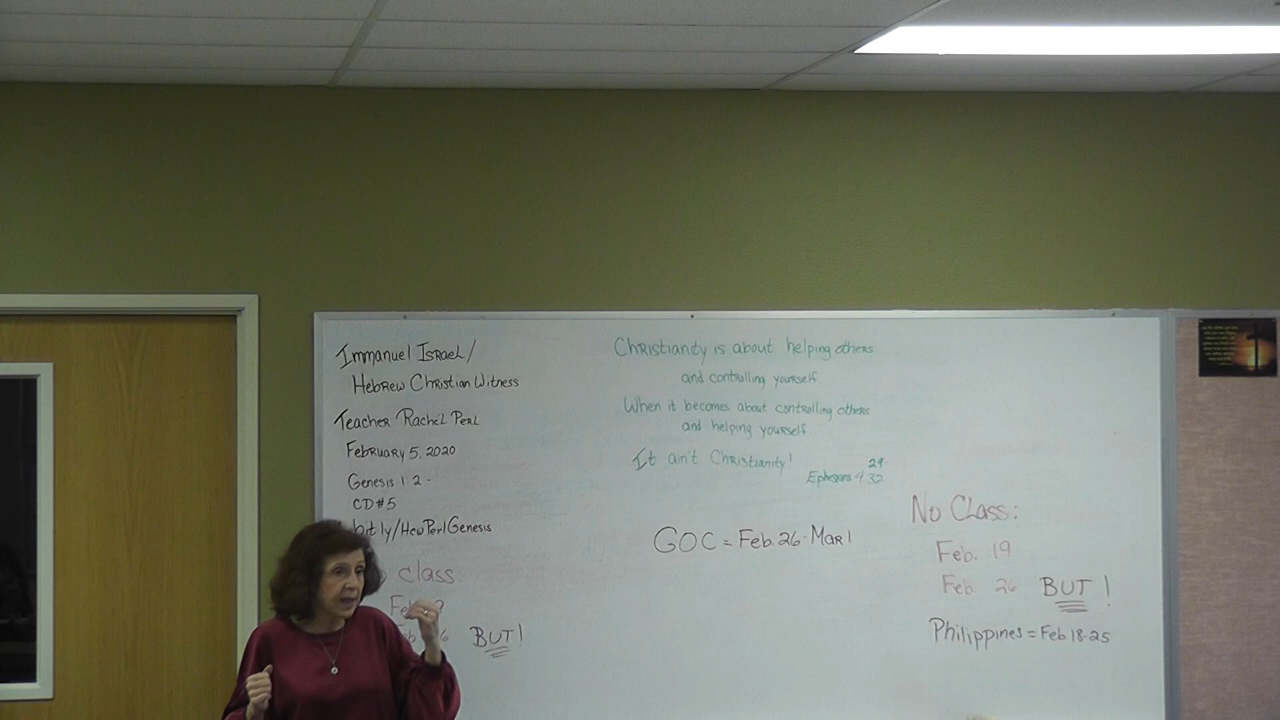 Immanuel Israel/
Hebrew Christian Witness
Teacher Rachel Perl
February 5, 2020
Genesis 1:2-
CD#5
bit.ly/HcwPerlGenesis
class.
Feb
BUT!
Christianity is about helping others
and controlling yourself
When it becomes about controlling others
and helping yourself
It ain't Christianity!
29-
Ephesians 4 32
GOC = Feb. 26-Mar 1
No Class:
Feb. 19
Feb. 26 BUT!
Philippines = Feb 18-25